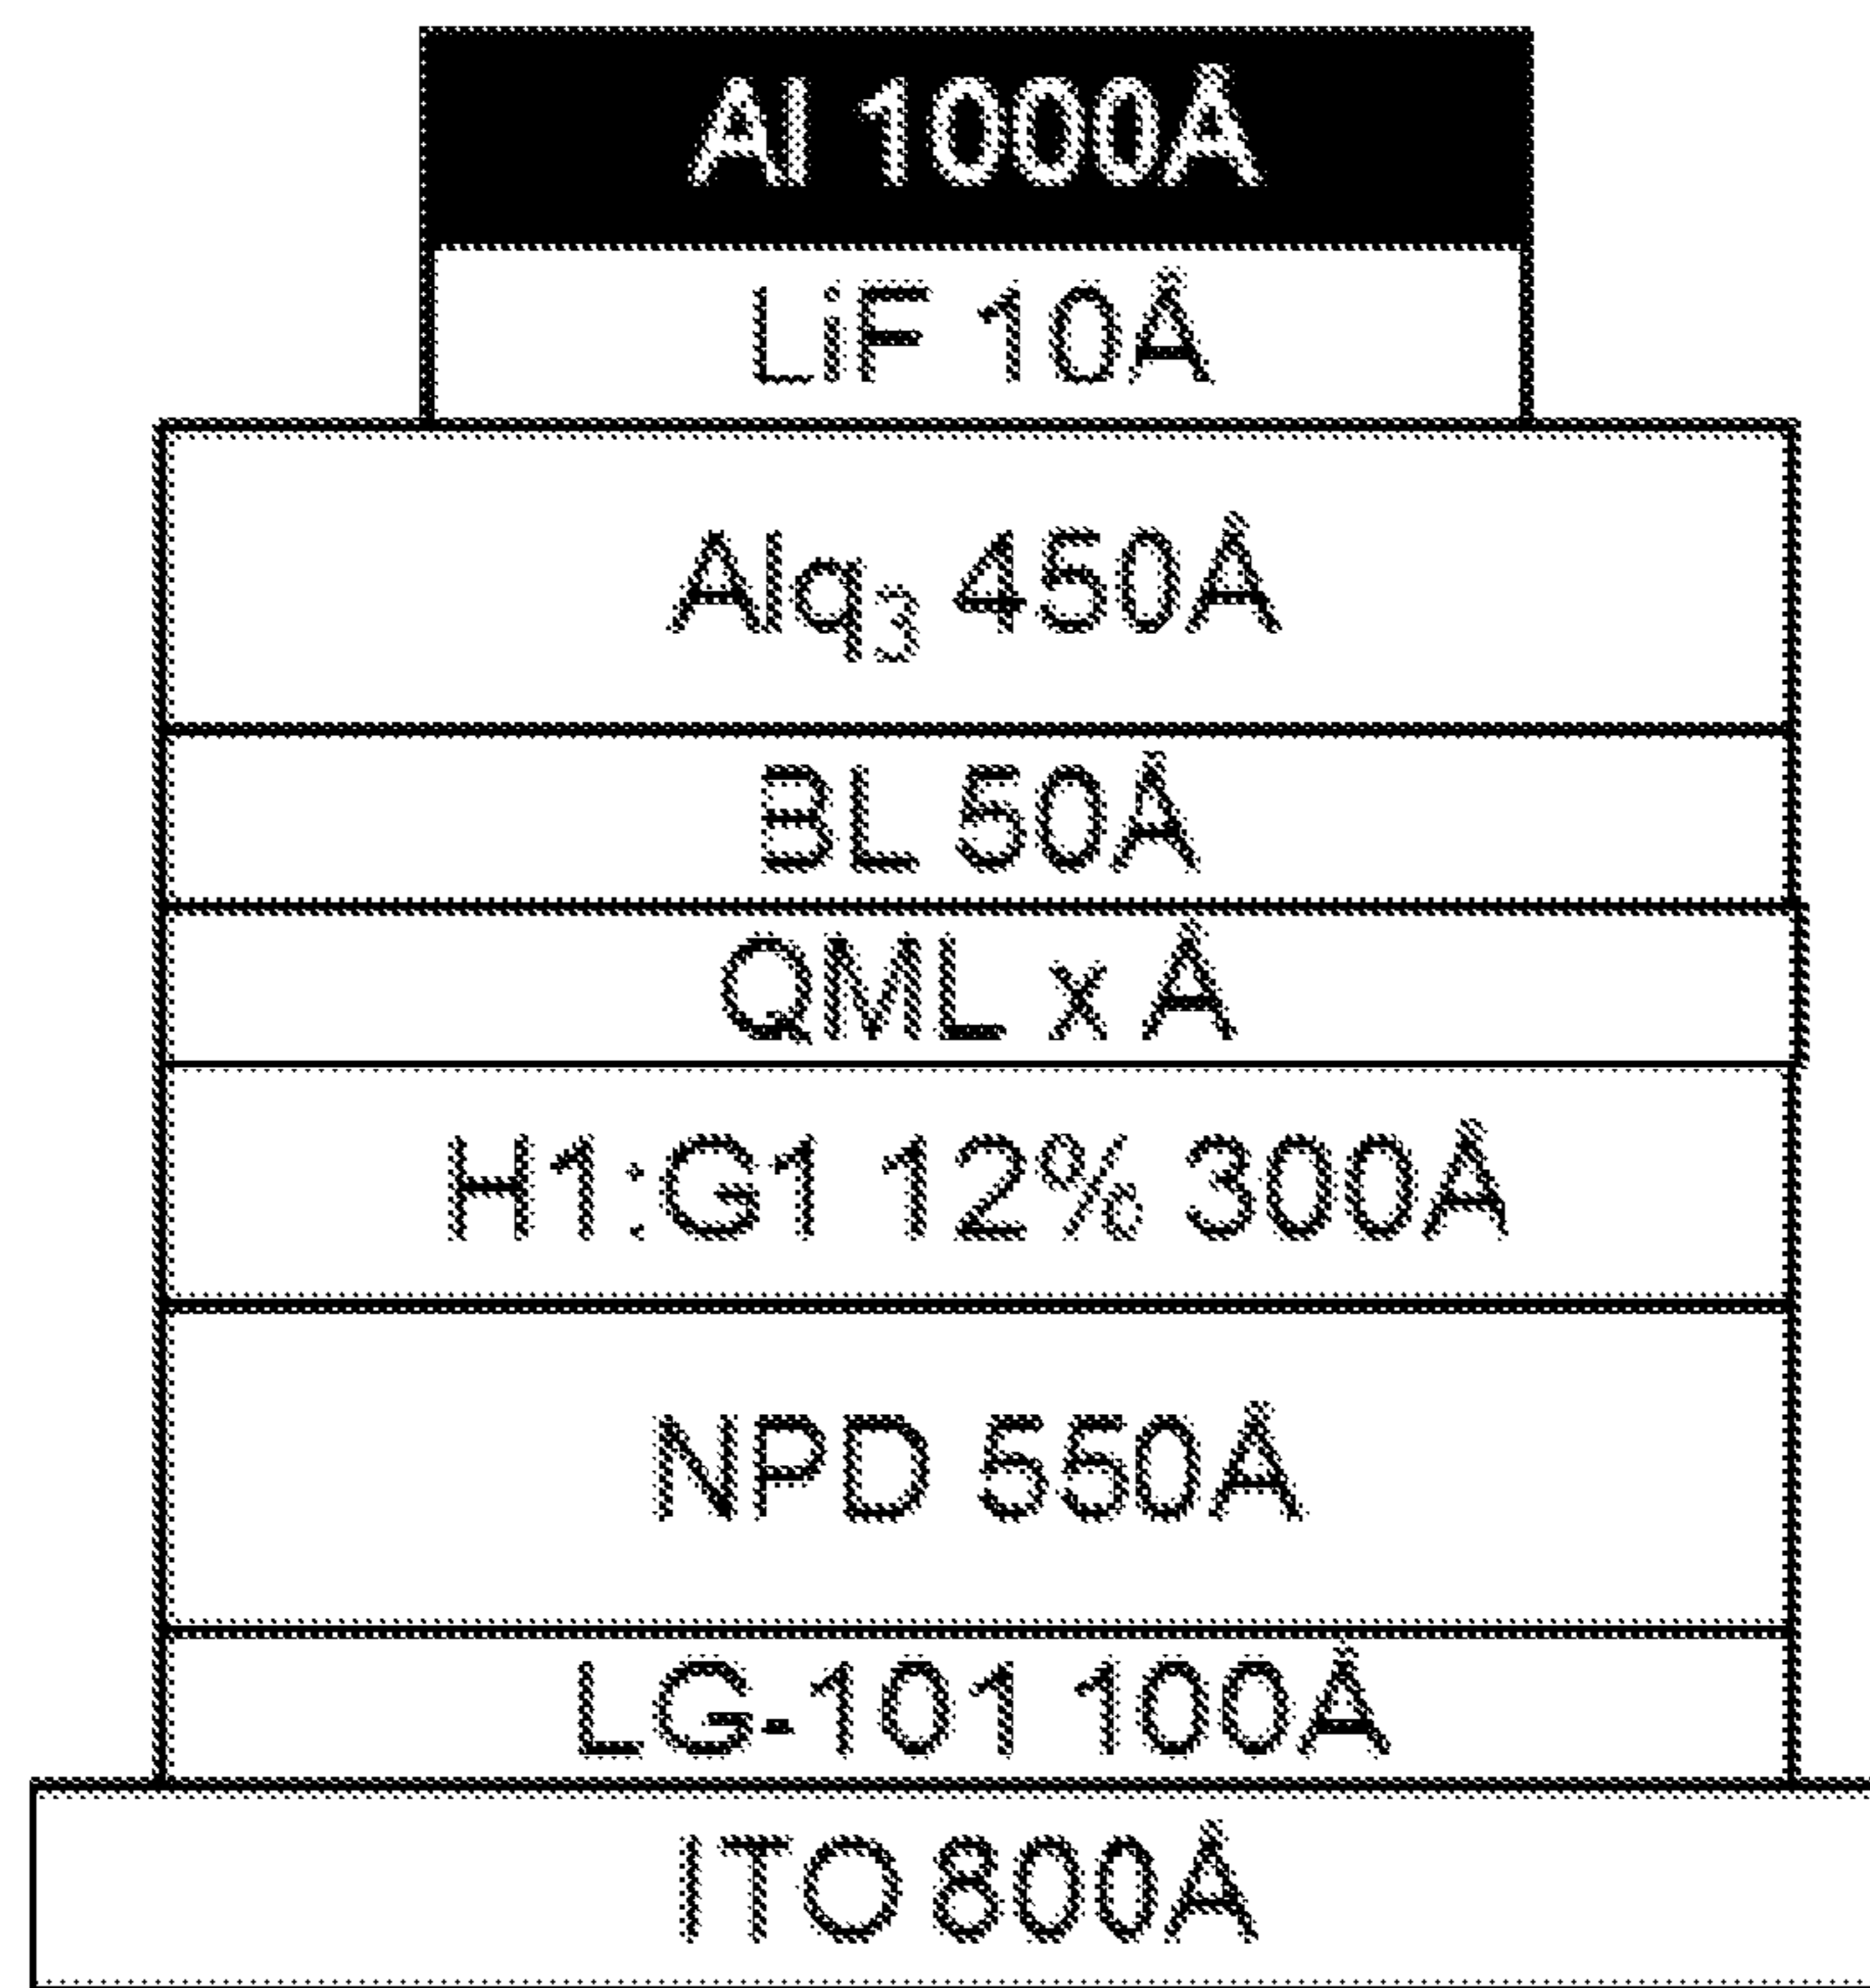 Al 1000Å
LiF 10Å
Alq₃ 450Å
BL 50Å
QML x Å
H1:G1 12% 300Å
NPD 550Å
LG-101 100Å
ITO 800Å